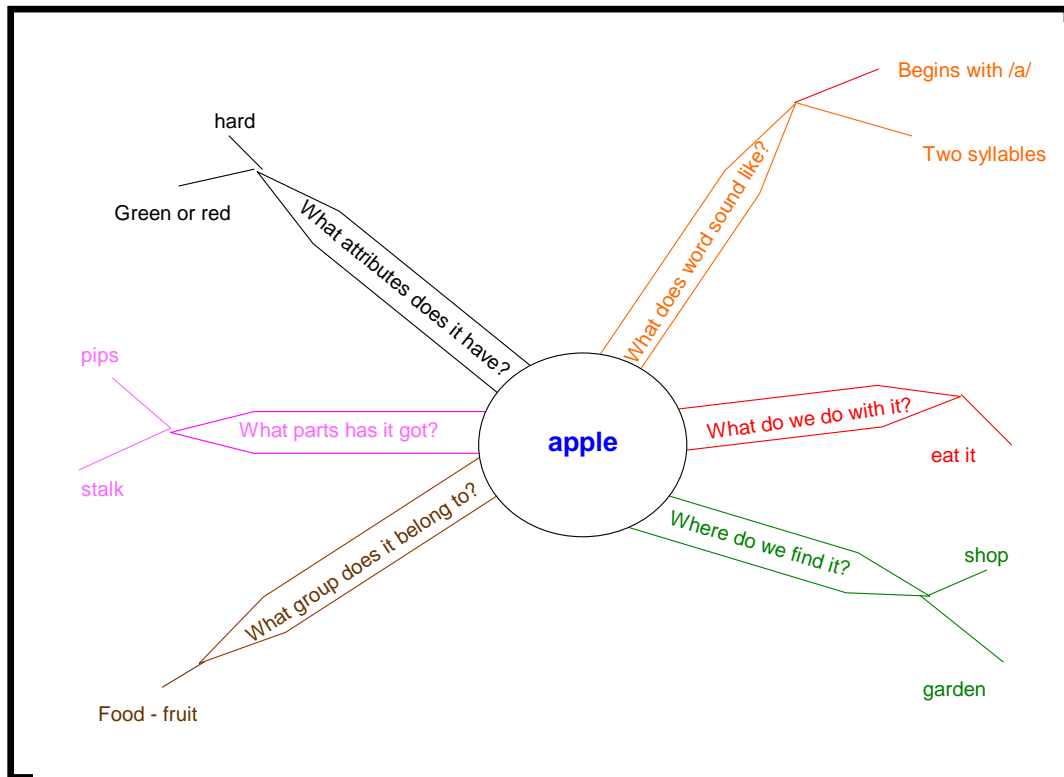 Begins with /a/
Two syllables
What does word sound like?
hard
Green or red
What attributes does it have?
pips
stalk
What parts has it got?
apple
What do we do with it?
eat it
Where do we find it?
shop
garden
What group does it belong to?
Food - fruit